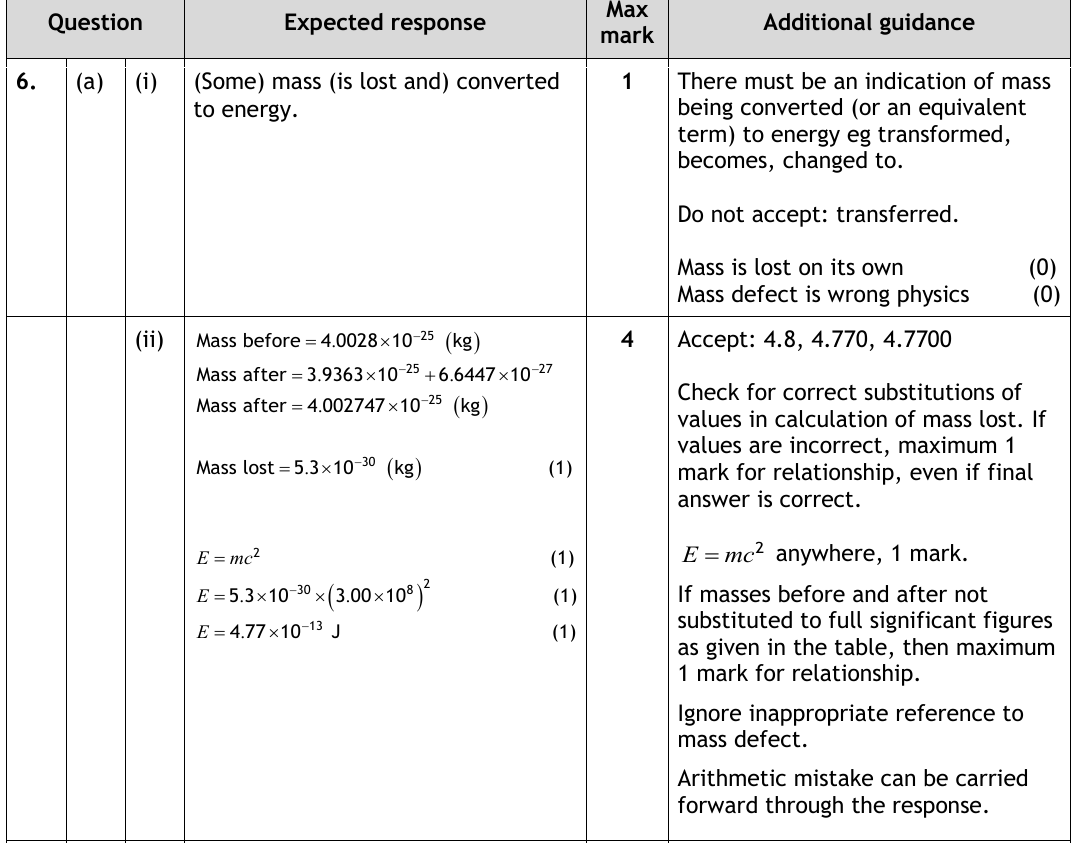 Question Expected response Max mark Additional guidance
6. (a) (i) (Some) mass (is lost and) converted
to energy.
1
There must be an indication of mass
being converted (or an equivalent
term) to energy eg transformed,
becomes, changed to.
Do not accept: transferred.
Mass is lost on its own (0)
Mass defect is wrong physics (0)
(ii) Mass before = 4.0028×10⁻²⁵ (kg)
Mass after = 3.9363×10⁻²⁵ + 6.6447×10⁻²⁷
Mass after = 4.002747×10⁻²⁵ (kg)
Mass lost = 5.3×10⁻³⁰ (kg) (1)
E = mc² (1)
E = 5.3×10⁻³⁰ × (3.00×10⁸)² (1)
E = 4.77×10⁻¹³ J (1)
4
Accept: 4.8, 4.770, 4.7700
Check for correct substitutions of
values in calculation of mass lost. If
values are incorrect, maximum 1
mark for relationship, even if final
answer is correct.
E = mc² anywhere, 1 mark.
If masses before and after not
substituted to full significant figures
as given in the table, then maximum
1 mark for relationship.
Ignore inappropriate reference to
mass defect.
Arithmetic mistake can be carried
forward through the response.